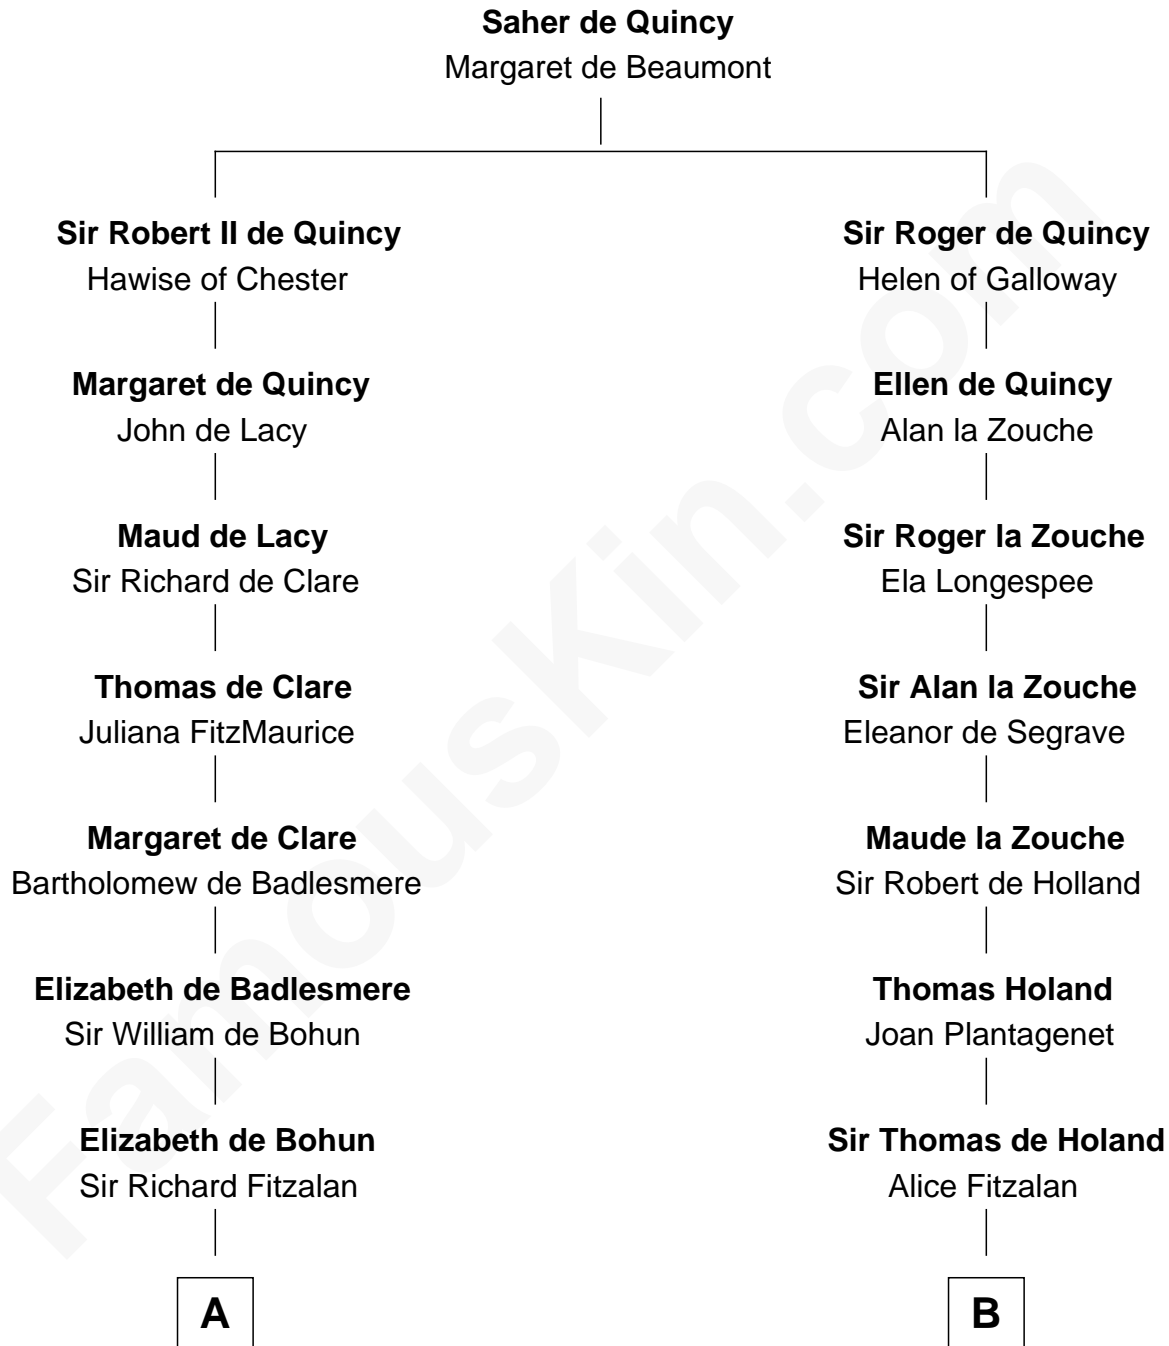 Saher de Quincy
Margaret de Beaumont
Sir Robert II de Quincy
Hawise of Chester
Sir Roger de Quincy
Helen of Galloway
Margaret de Quincy
John de Lacy
Ellen de Quincy
Alan la Zouche
Maud de Lacy
Sir Richard de Clare
Sir Roger la Zouche
Ela Longespee
Thomas de Clare
Juliana FitzMaurice
Sir Alan la Zouche
Eleanor de Segrave
Margaret de Clare
Bartholomew de Badlesmere
Maude la Zouche
Sir Robert de Holland
Elizabeth de Badlesmere
Sir William de Bohun
Thomas Holand
Joan Plantagenet
Elizabeth de Bohun
Sir Richard Fitzalan
Sir Thomas de Holand
Alice Fitzalan
A
B
FamousKin.com